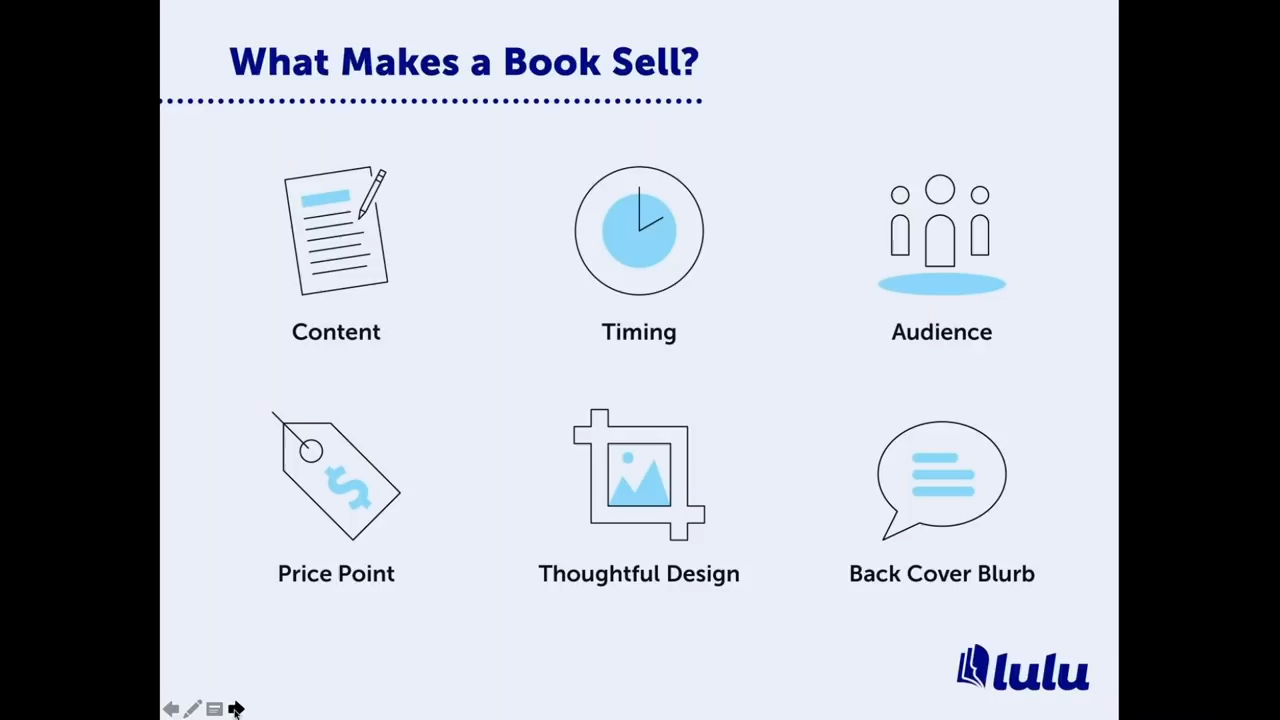 What Makes a Book Sell?
Content
Timing
Audience
$
Price Point
Thoughtful Design
Back Cover Blurb
lulu